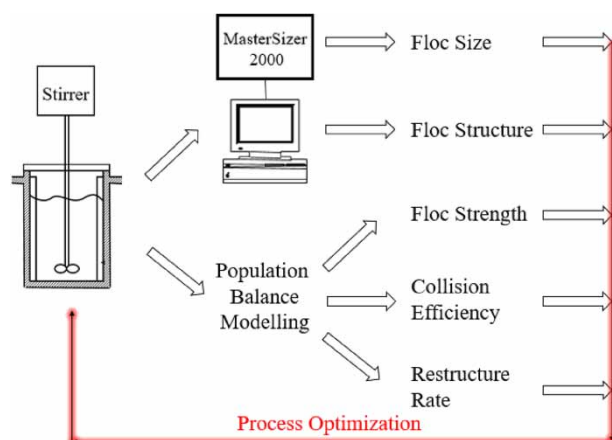 MasterSizer
2000
Floc Size
Stirrer
Floc Structure
Floc Strength
Population
Balance
Modelling
Collision
Efficiency
Restructure
Rate
Process Optimization